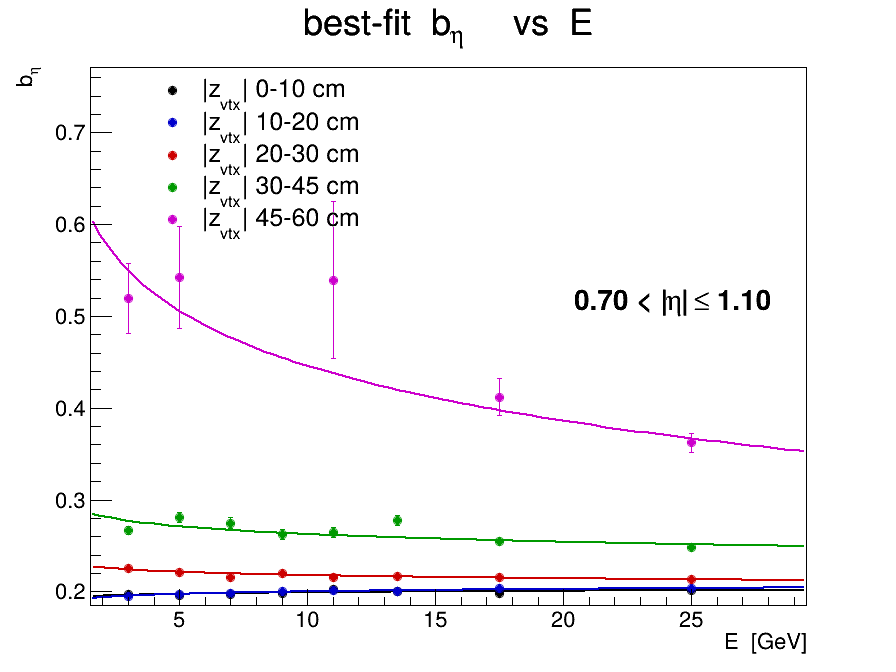 best-fit b_η vs E
b_η
|z_vtx| 0-10 cm
|z_vtx| 10-20 cm
|z_vtx| 20-30 cm
|z_vtx| 30-45 cm
|z_vtx| 45-60 cm
0.70 < |η| ≤ 1.10
0.7
0.6
0.5
0.4
0.3
0.2
5 10 15 20 25
E [GeV]